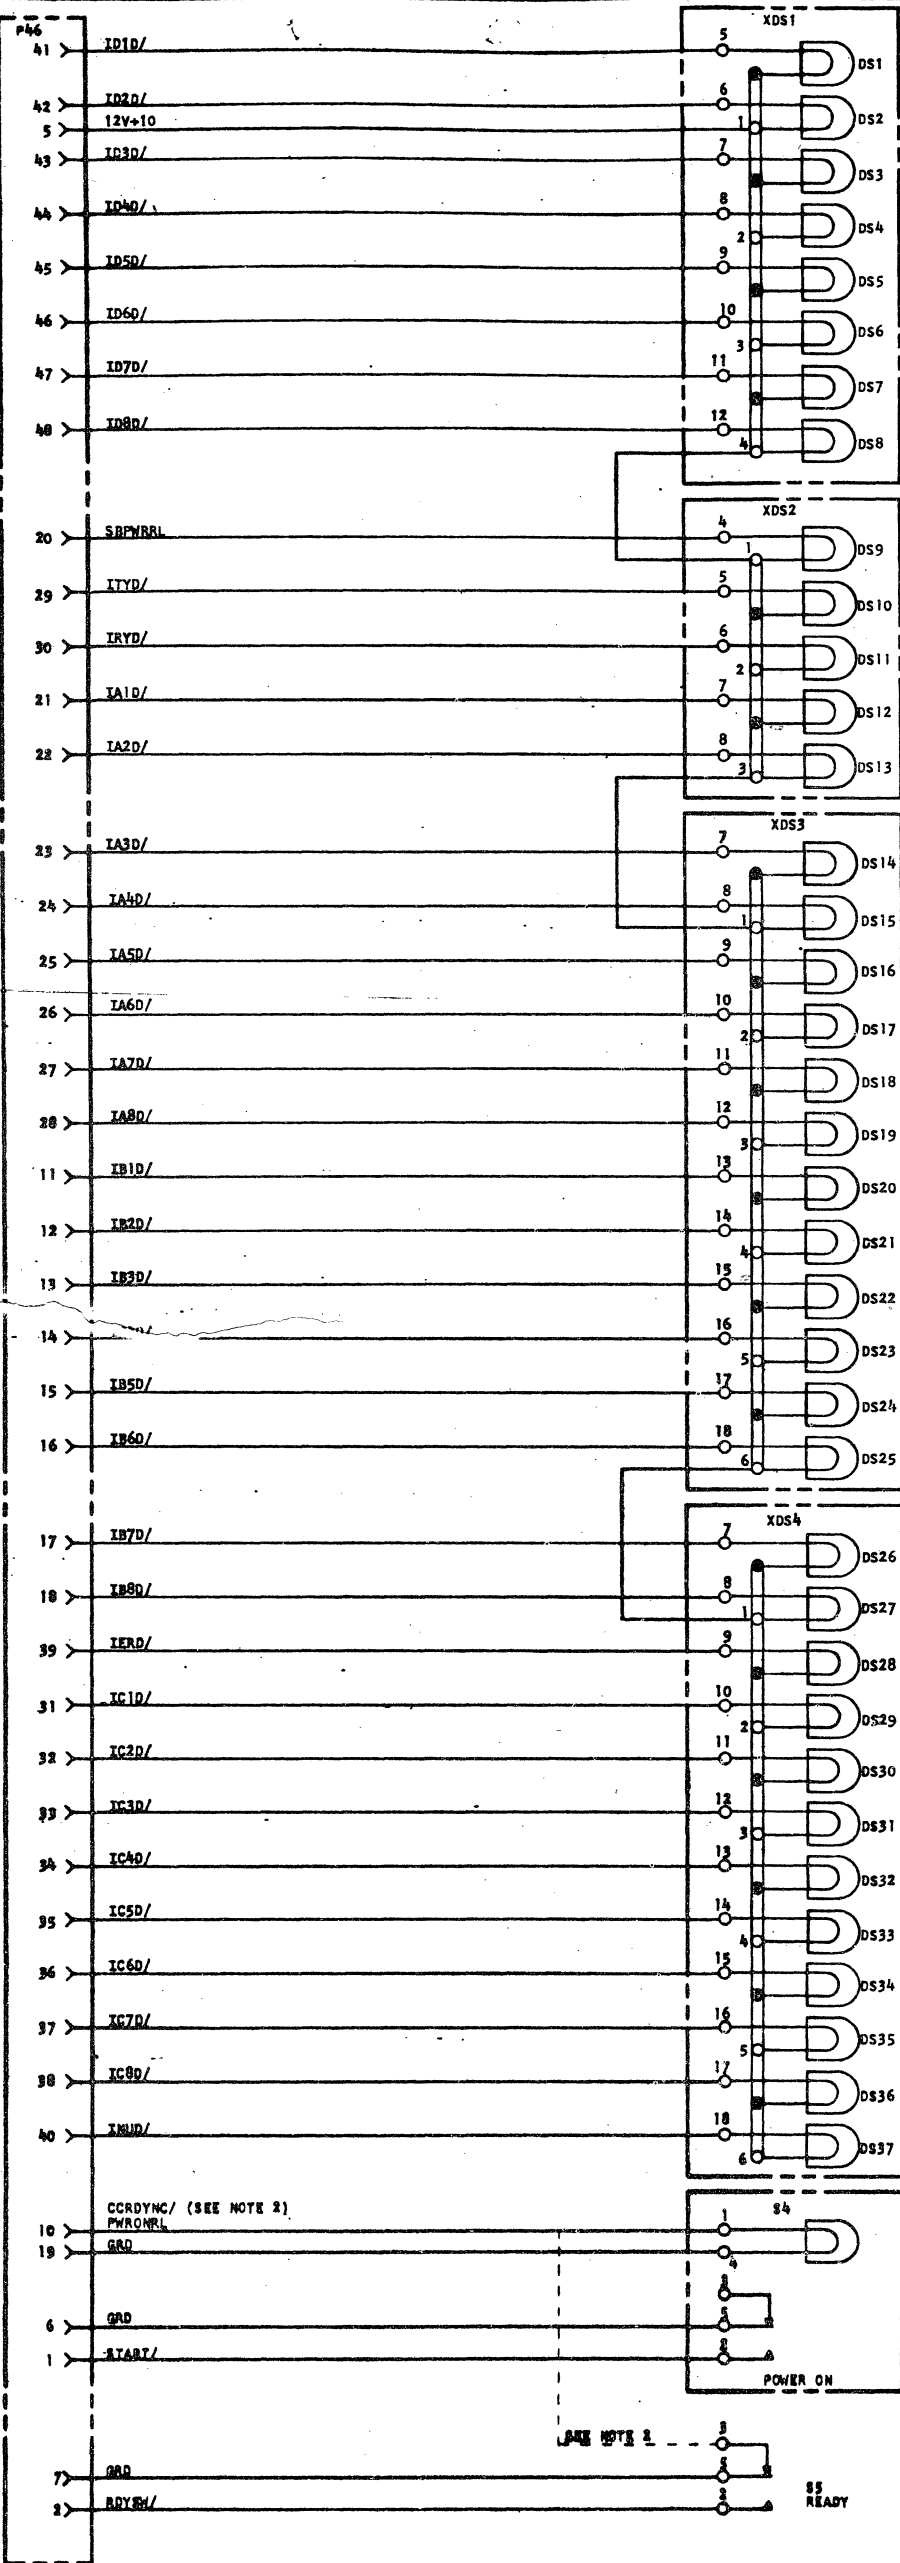 P46
XDS1
41 ID1D/ 5 DS1
42 ID2D/ 6 DS2
5 12V+10 1
43 ID3D/ 7 DS3
44 ID4D/ 8 DS4
2
45 ID5D/ 9 DS5
46 ID6D/ 10 DS6
3
47 ID7D/ 11 DS7
48 ID8D/ 12 DS8
4
XDS2
20 SBPWRRL 4 DS9
1
29 ITYD/ 5 DS10
30 IRYD/ 6 DS11
2
21 IA1D/ 7 DS12
22 IA2D/ 8 DS13
3
XDS3
23 IA3D/ 7 DS14
24 IA4D/ 8 DS15
1
25 IA5D/ 9 DS16
26 IA6D/ 10 DS17
2
27 IA7D/ 11 DS18
28 IA8D/ 12 DS19
3
11 IB1D/ 13 DS20
12 IB2D/ 14 DS21
4
13 IB3D/ 15 DS22
14 16 DS23
5
15 IB5D/ 17 DS24
16 IB6D/ 18 DS25
6
XDS4
17 IB7D/ 7 DS26
18 IB8D/ 8 DS27
1
39 IERD/ 9 DS28
31 IC1D/ 10 DS29
2
32 IC2D/ 11 DS30
33 IC3D/ 12 DS31
3
34 IC4D/ 13 DS32
35 IC5D/ 14 DS33
4
36 IC6D/ 15 DS34
37 IC7D/ 16 DS35
5
38 IC8D/ 17 DS36
40 18 DS37
6
CCRDYNC/ (SEE NOTE 2)
S4
10 PWRONRL 1
19 GRD 4
6 GRD 5
1 START/ 2
POWER ON
SEE NOTE 2 3
7 GRD 5
S5
READY
2 RDYSW/ 2